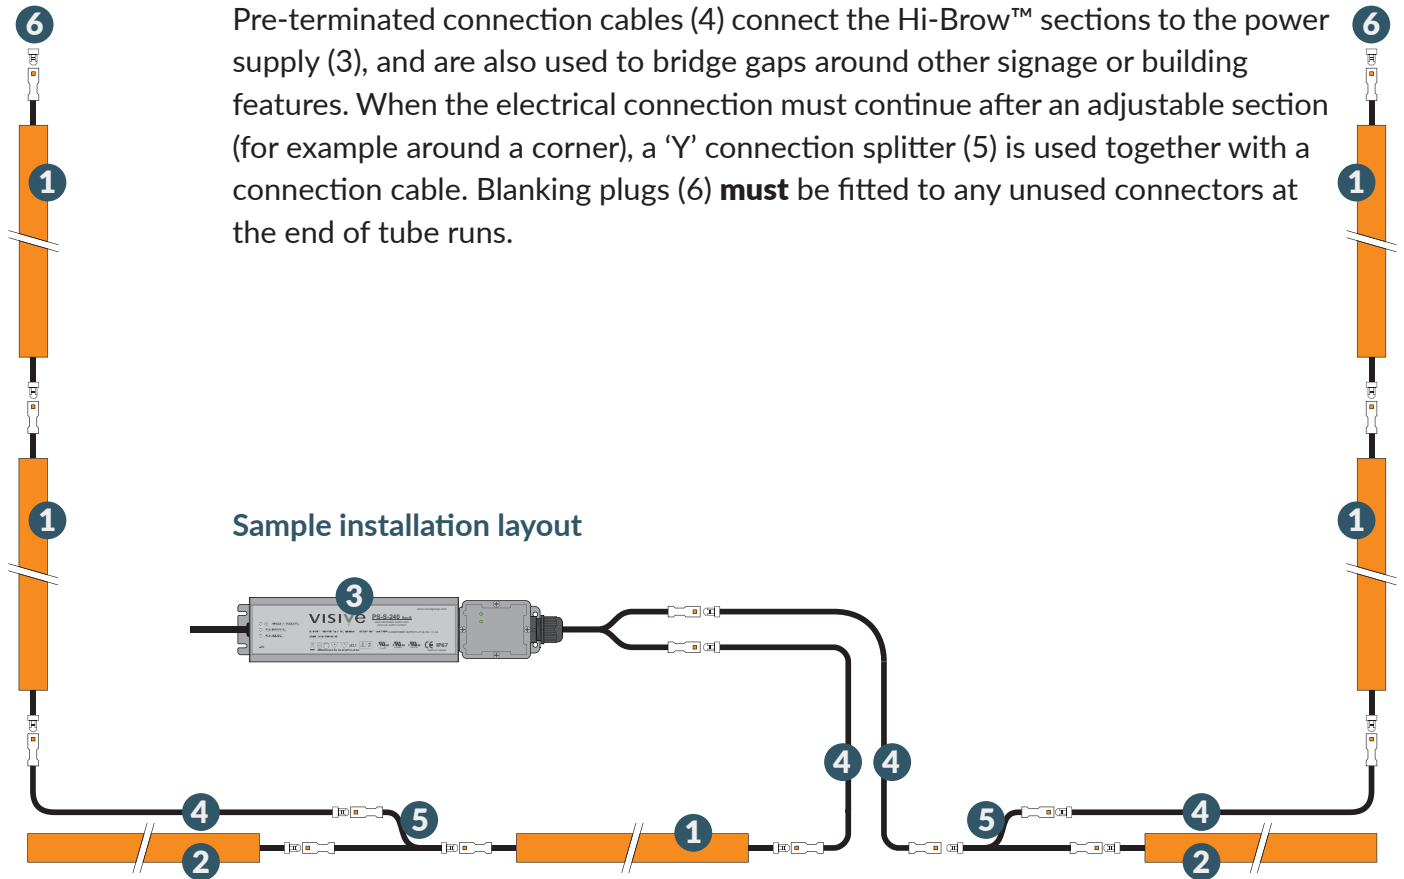 6
Pre-terminated connection cables (4) connect the Hi-Brow™ sections to the power
6
supply (3), and are also used to bridge gaps around other signage or building
features. When the electrical connection must continue after an adjustable section
(for example around a corner), a ‘Y’ connection splitter (5) is used together with a
connection cable. Blanking plugs (6) must be fitted to any unused connectors at
the end of tube runs.
1
1
1
1
Sample installation layout
3
VISIVE PS-S-240
CE IP67
4
4
4
5
5
4
2
1
2